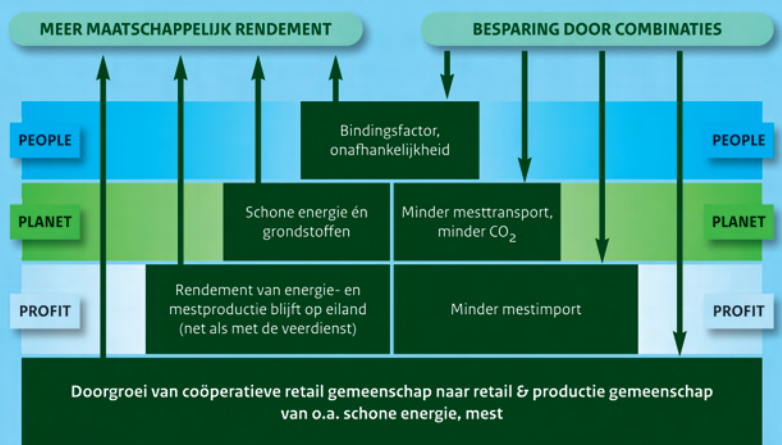 MEER MAATSCHAPPELIJK RENDEMENT
BESPARING DOOR COMBINATIES
PEOPLE
Bindingsfactor,
onafhankelijkheid
PEOPLE
PLANET
Schone energie én
grondstoffen
Minder mesttransport,
minder CO₂
PLANET
PROFIT
Rendement van energie- en
mestproductie blijft op eiland
(net als met de veerdienst)
Minder mestimport
PROFIT
Doorgroei van coöperatieve retail gemeenschap naar retail & productie gemeenschap
van o.a. schone energie, mest